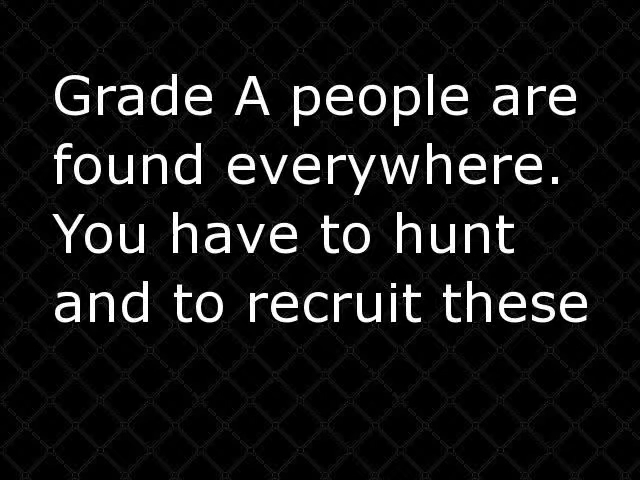 Grade A people are
found everywhere.
You have to hunt
and to recruit these